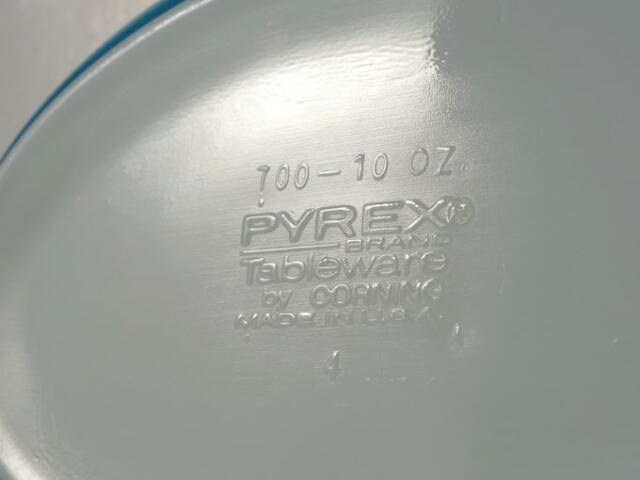 700-10 OZ.
PYREX®
BRAND
Tableware
by CORNING
MADE IN U.S.A.
4